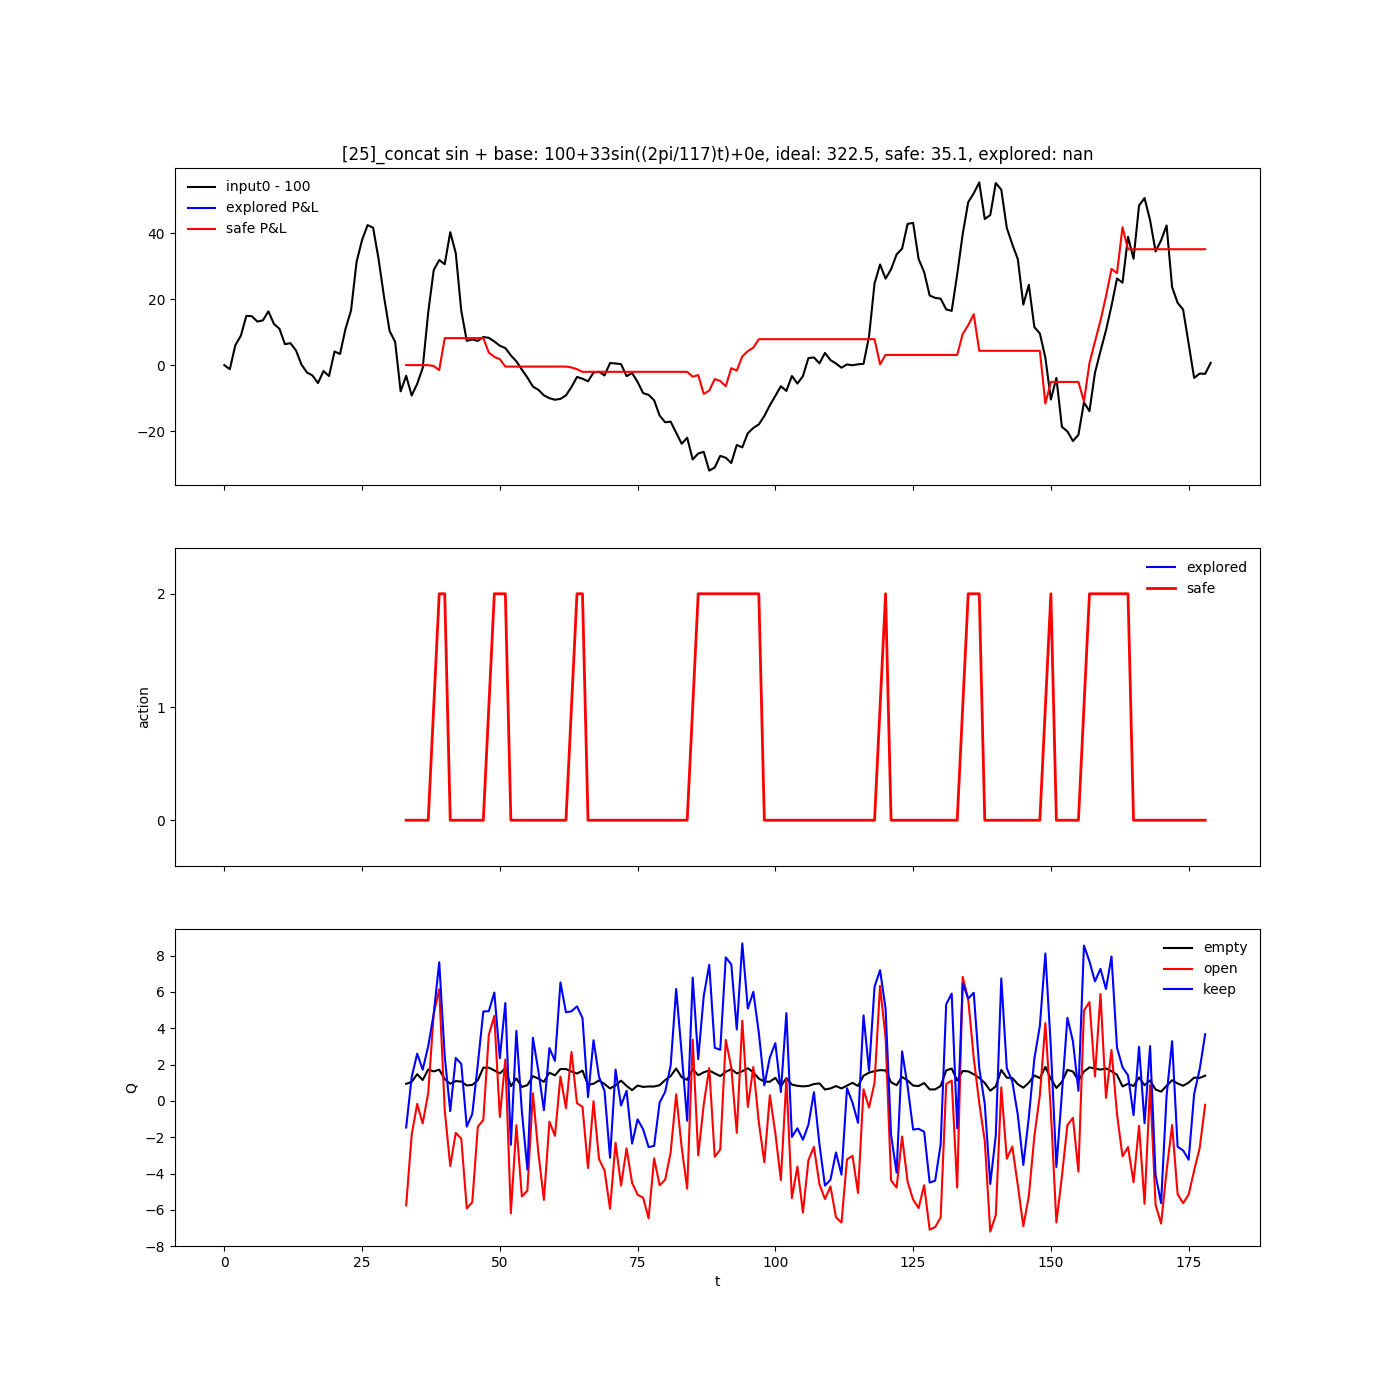 [25]_concat sin + base: 100+33sin((2pi/117)t)+0e, ideal: 322.5, safe: 35.1, explored: nan
input0 - 100
explored P&L
safe P&L
40
20
0
−20
explored
safe
2
1
0
action
empty
open
keep
8
6
4
2
0
−2
−4
−6
−8
Q
0 25 50 75 100 125 150 175
t